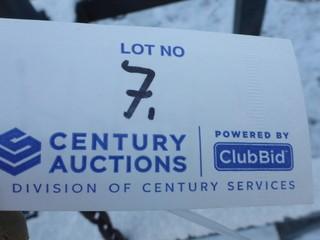 LOT NO
7.
CENTURY
AUCTIONS
POWERED BY
ClubBid
DIVISION OF CENTURY SERVICES